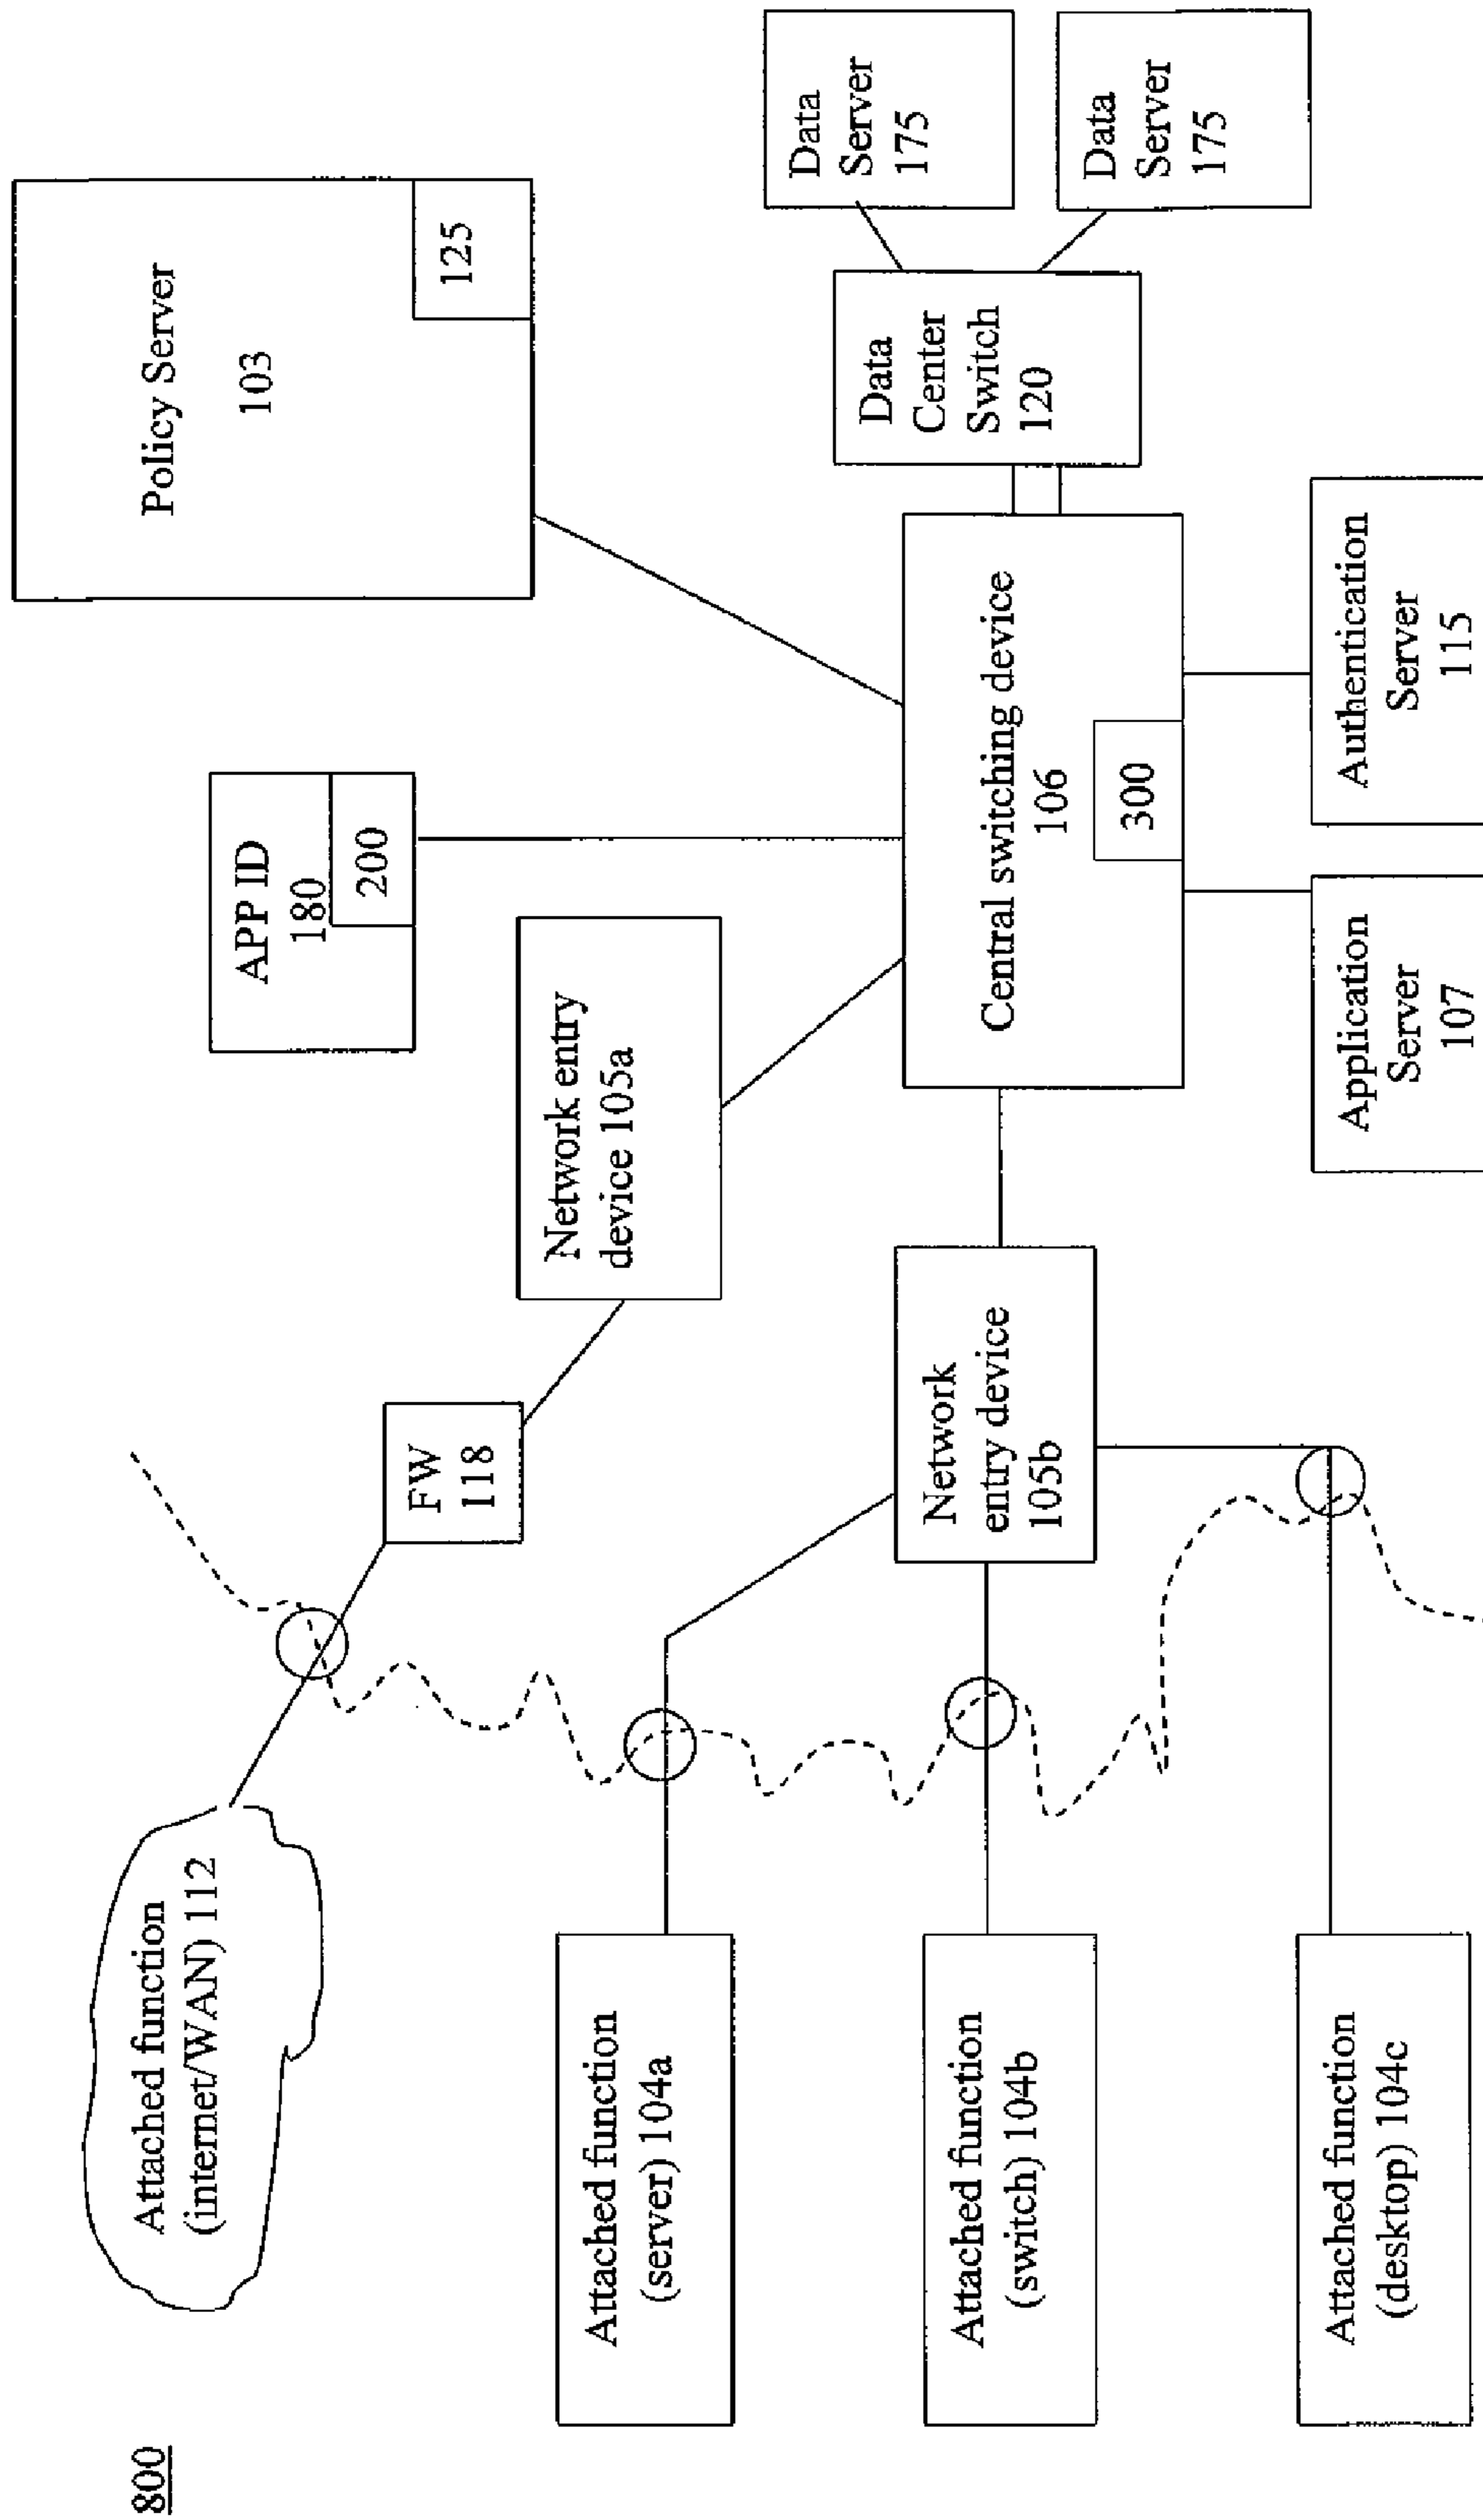 800
Attached function
(internet/WAN) 112
Attached function
(server) 104a
Attached function
(switch) 104b
Attached function
(desktop) 104c
FW
118
Network entry
device 105a
Network
entry device
105b
APP ID
180
200
Policy Server
103
125
Central switching device
106
300
Application
Server
107
Authentication
Server
115
Data
Center
Switch
120
Data
Server
175
Data
Server
175